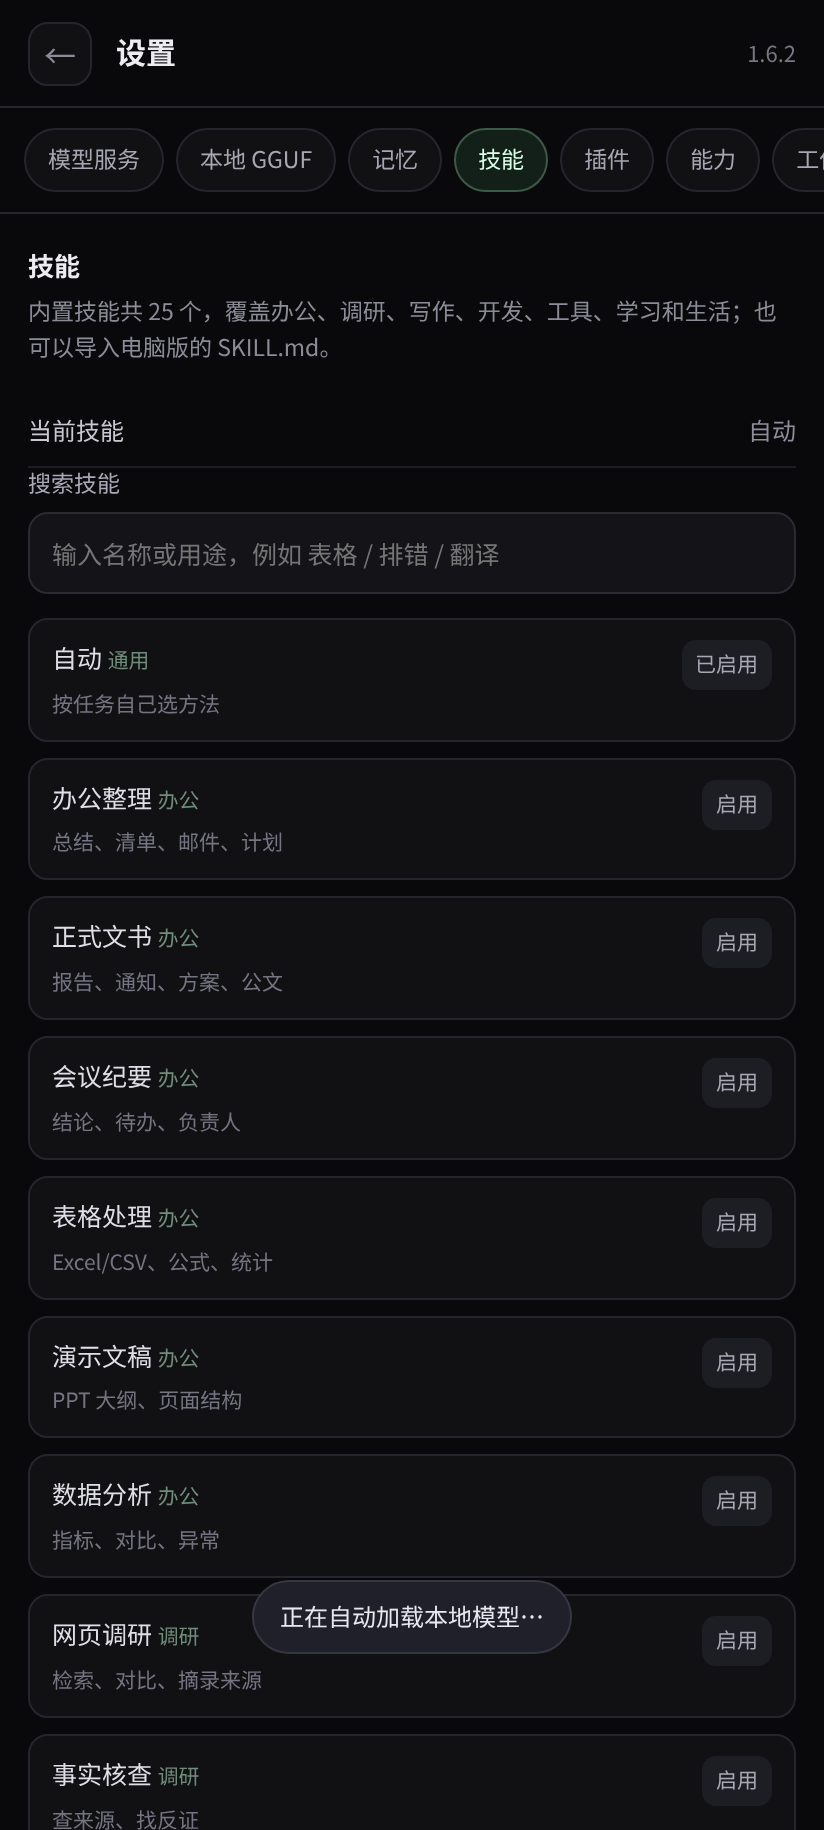 ←
设置
1.6.2
模型服务
本地 GGUF
记忆
技能
插件
能力
技能
内置技能共 25 个，覆盖办公、调研、写作、开发、工具、学习和生活；也
可以导入电脑版的 SKILL.md。
当前技能
自动
搜索技能
输入名称或用途，例如 表格 / 排错 / 翻译
自动 通用
已启用
按任务自己选方法
办公整理 办公
启用
总结、清单、邮件、计划
正式文书 办公
启用
报告、通知、方案、公文
会议纪要 办公
启用
结论、待办、负责人
表格处理 办公
启用
Excel/CSV、公式、统计
演示文稿 办公
启用
PPT 大纲、页面结构
数据分析 办公
启用
指标、对比、异常
正在自动加载本地模型…
网页调研 调研
启用
检索、对比、摘录来源
事实核查 调研
启用
查来源、找反证